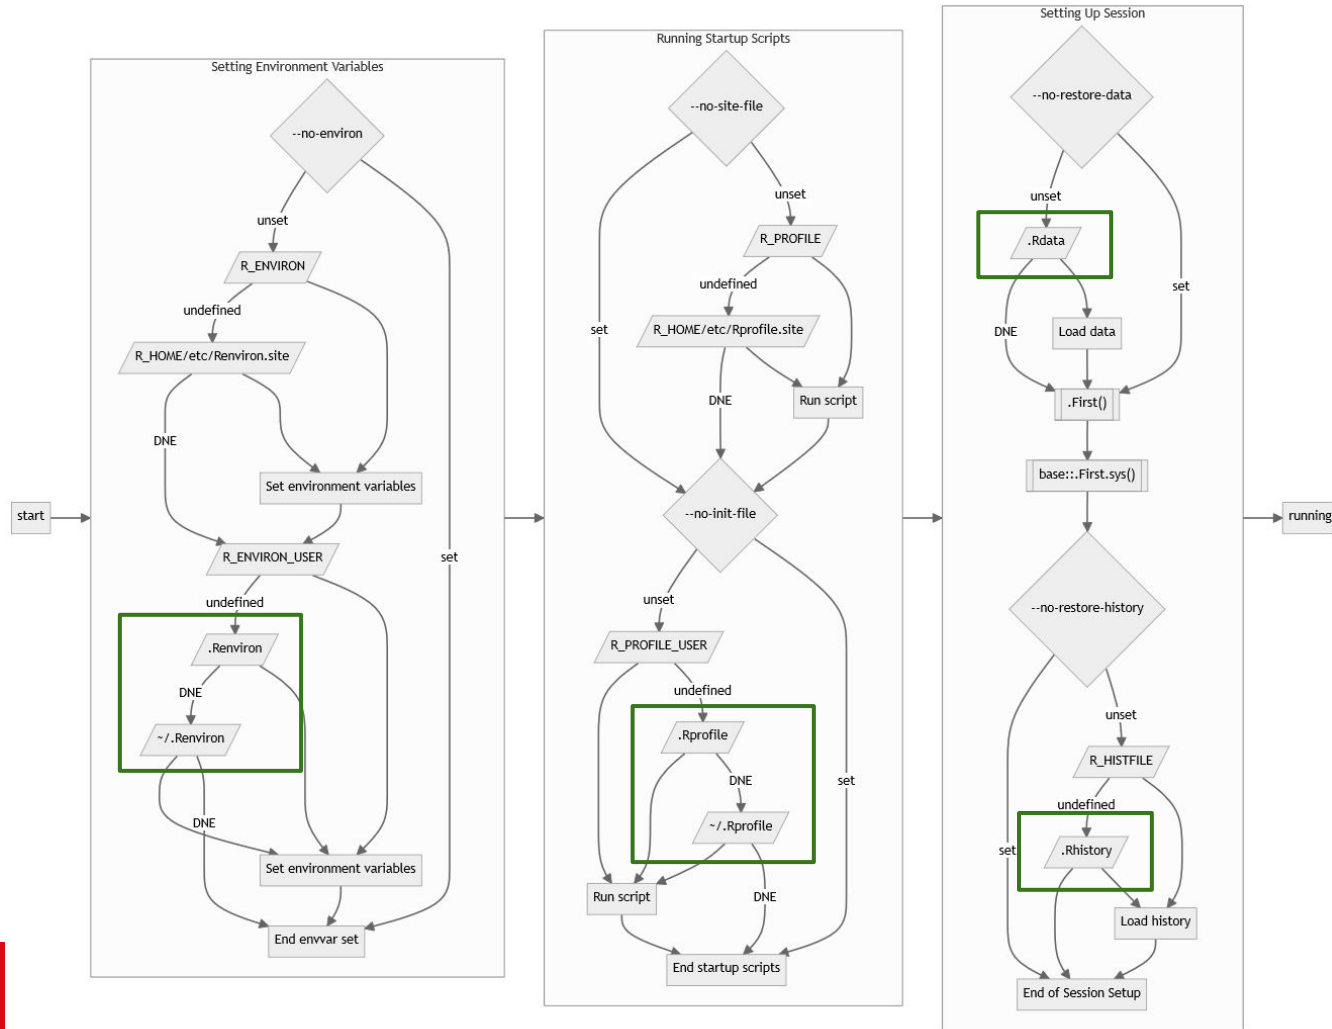 start
Setting Environment Variables
--no-environ
unset
R_ENVIRON
undefined
R_HOME/etc/Renviron.site
DNE
Set environment variables
R_ENVIRON_USER
set
undefined
.Renviron
DNE
~/.Renviron
DNE
Set environment variables
End envvar set
Running Startup Scripts
--no-site-file
unset
R_PROFILE
undefined
set
R_HOME/etc/Rprofile.site
DNE
Run script
--no-init-file
unset
R_PROFILE_USER
undefined
.Rprofile
DNE
set
~/.Rprofile
Run script
DNE
End startup scripts
Setting Up Session
--no-restore-data
unset
.Rdata
set
DNE
Load data
.First()
base::.First.sys()
--no-restore-history
unset
R_HISTFILE
undefined
set
.Rhistory
Load history
End of Session Setup
running